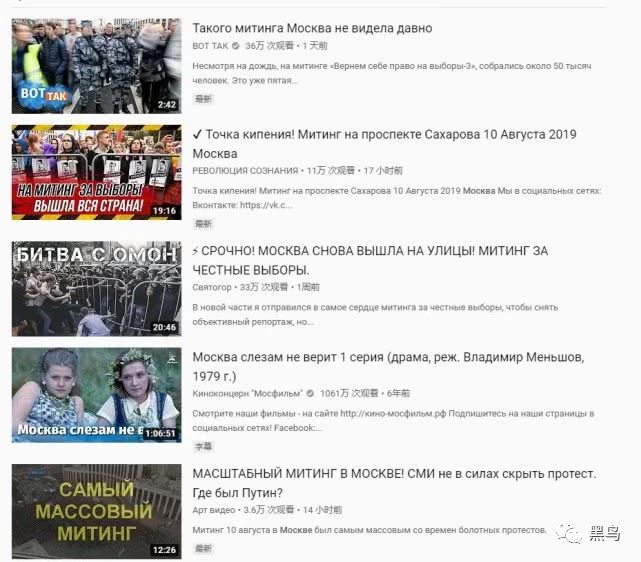 ВОТ ТАК
2:42
Такого митинга Москва не видела давно
ВОТ ТАК 36万 次观看 • 1 天前
Несмотря на дождь, на митинге «Вернем себе право на выборы-3», собрались около 50 тысяч
человек. Это уже пятая...
最新
НА МИТИНГ ЗА ВЫБОРЫ
ВЫШЛА ВСЯ СТРАНА!
19:16
✔ Точка кипения! Митинг на проспекте Сахарова 10 Августа 2019
Москва
РЕВОЛЮЦИЯ СОЗНАНИЯ • 11万 次观看 • 17 小时前
Точка кипения! Митинг на проспекте Сахарова 10 Августа 2019 Москва Мы в социальных сетях:
Вконтакте: https://vk.c...
最新
БИТВА С ОМОН
20:46
⚡ СРОЧНО! МОСКВА СНОВА ВЫШЛА НА УЛИЦЫ! МИТИНГ ЗА
ЧЕСТНЫЕ ВЫБОРЫ.
Святогор • 33万 次观看 • 1周前
В новой части я отправился в самое сердце митинга за честные выборы, чтобы снять
объективный репортаж, но...
Москва слезам не в
1:06:51
Москва слезам не верит 1 серия (драма, реж. Владимир Меньшов,
1979 г.)
Киноконцерн "Мосфильм" 1061万 次观看 • 6年前
Смотрите наши фильмы - на сайте http://кино-мосфильм.рф Подпишитесь на наши страницы в
социальных сетях! Facebook:...
字幕
САМЫЙ
МАССОВЫЙ
МИТИНГ
12:26
МАСШТАБНЫЙ МИТИНГ В МОСКВЕ! СМИ не в силах скрыть протест.
Где был Путин?
Арт видео • 3.6万 次观看 • 14 小时前
Митинг 10 августа в Москве был самым массовым со времен болотных протестов.
最新
黑鸟